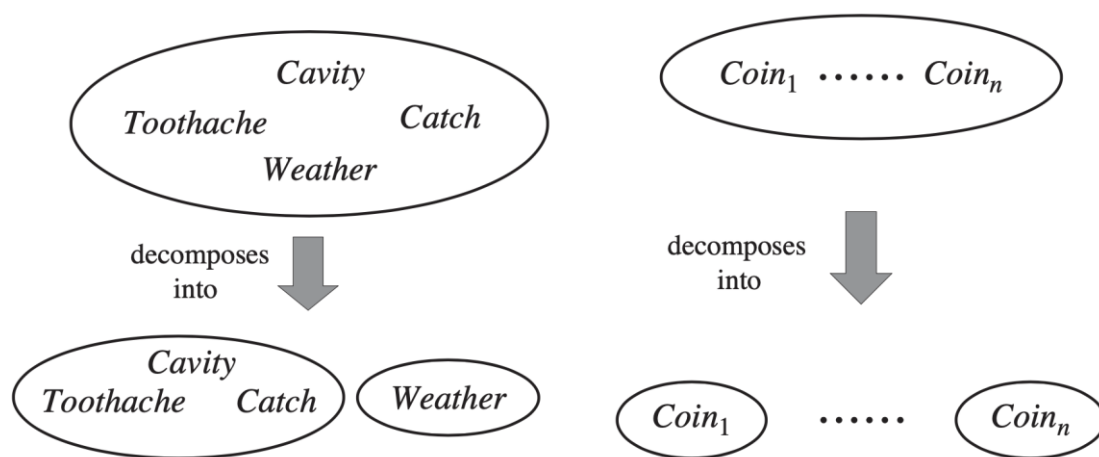 Cavity
Toothache Catch
Weather
decomposes
into
Cavity
Toothache Catch
Weather
Coin₁ ...... Coinₙ
decomposes
into
Coin₁ ...... Coinₙ